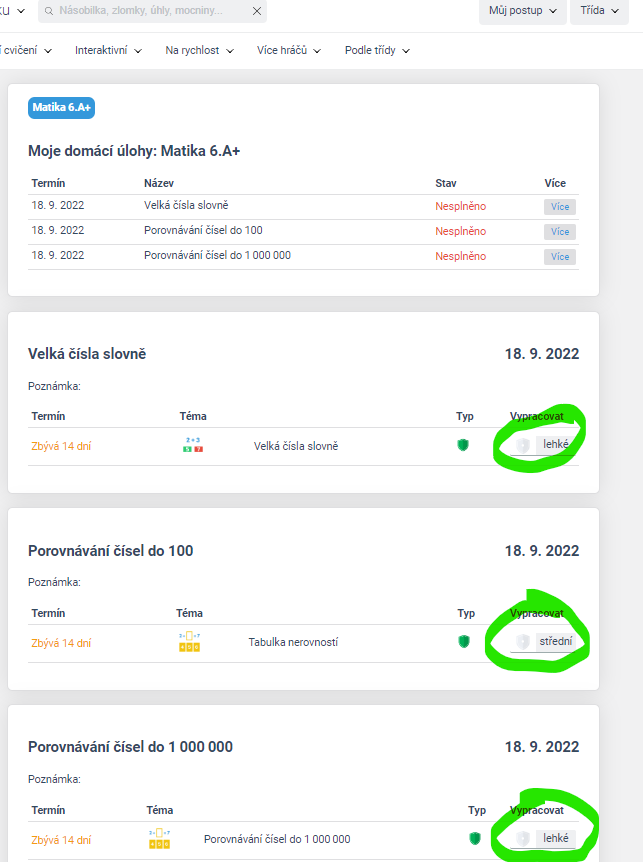 ku
Násobilka, zlomky, úhly, mocniny...
Můj postup
Třída
í cvičení
Interaktivní
Na rychlost
Více hráčů
Podle třídy
Matika 6.A+
Moje domácí úlohy: Matika 6.A+
Termín Název Stav Více
18. 9. 2022 Velká čísla slovně Nesplněno Více
18. 9. 2022 Porovnávání čísel do 100 Nesplněno Více
18. 9. 2022 Porovnávání čísel do 1 000 000 Nesplněno Více
Velká čísla slovně 18. 9. 2022
Poznámka:
Termín Téma Typ Vypracovat
Zbývá 14 dní Velká čísla slovně lehké
Porovnávání čísel do 100 18. 9. 2022
Poznámka:
Termín Téma Typ Vypracovat
Zbývá 14 dní Tabulka nerovností střední
Porovnávání čísel do 1 000 000 18. 9. 2022
Poznámka:
Termín Téma Typ Vypracovat
Zbývá 14 dní Porovnávání čísel do 1 000 000 lehké